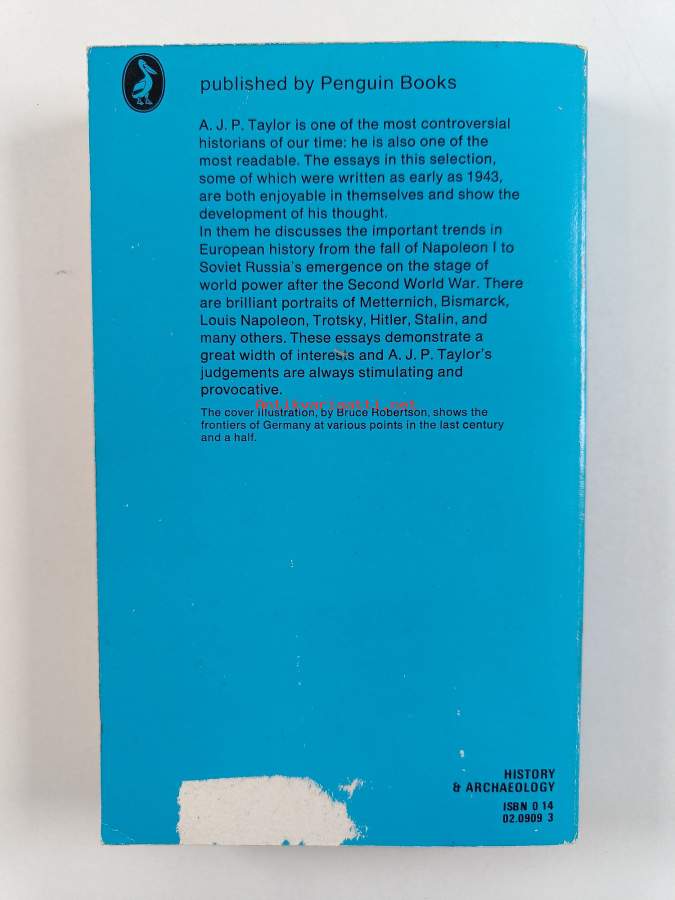 published by Penguin Books
A. J. P. Taylor is one of the most controversial
historians of our time: he is also one of the
most readable. The essays in this selection,
some of which were written as early as 1943,
are both enjoyable in themselves and show the
development of his thought.
In them he discusses the important trends in
European history from the fall of Napoleon I to
Soviet Russia's emergence on the stage of
world power after the Second World War. There
are brilliant portraits of Metternich, Bismarck,
Louis Napoleon, Trotsky, Hitler, Stalin, and
many others. These essays demonstrate a
great width of interests and A. J. P. Taylor's
judgements are always stimulating and
provocative.
Antikvariaatti.net
The cover illustration, by Bruce Robertson, shows the
frontiers of Germany at various points in the last century
and a half.
HISTORY
& ARCHAEOLOGY
ISBN 0 14
02.0909 3